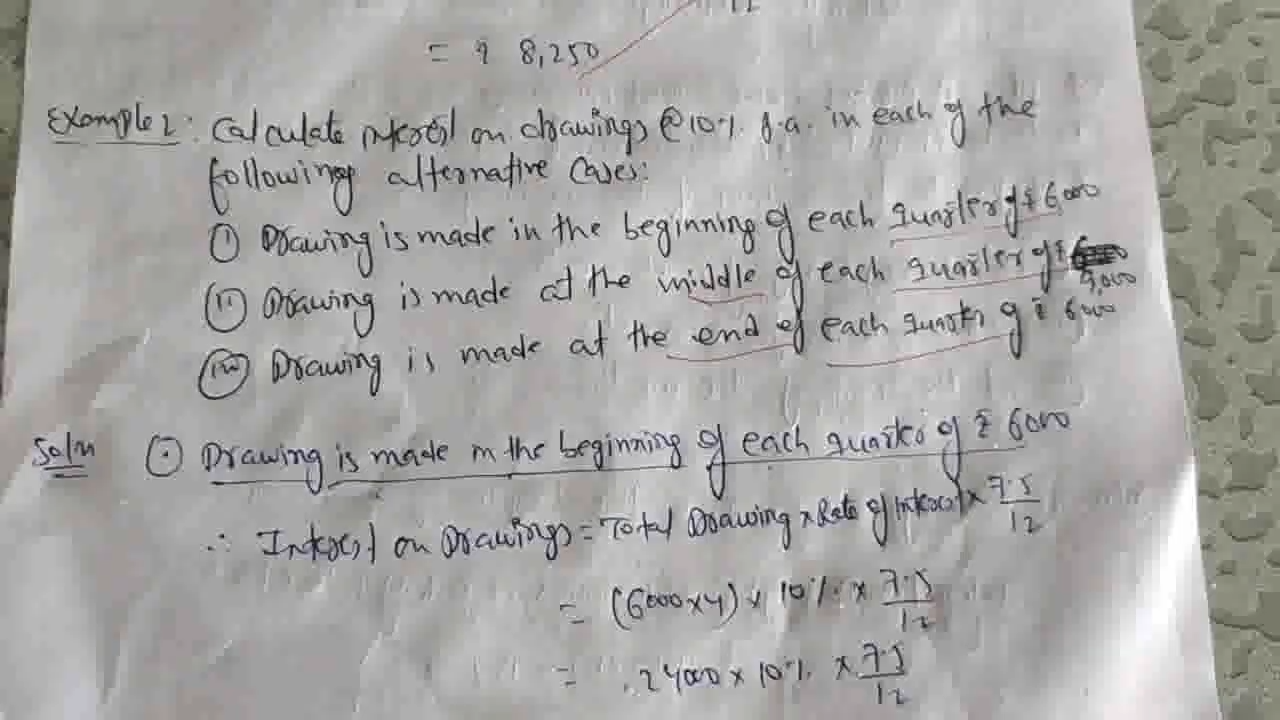 12
= ₹ 8,250
Example 2: Calculate interest on drawings @ 10% p.a. in each of the
following alternative Cases:
(i) Drawing is made in the beginning of each quarter of ₹ 6000
(ii) Drawing is made at the middle of each quarter of ₹
9,000
(iii) Drawing is made at the end of each quarter of ₹ 6000
Soln (i) Drawing is made in the beginning of each quarter of ₹ 6000
∴ Interest on Drawings = Total Drawing x Rate of Interest x 7.5/12
= (6000x4) x 10% x 7.5/12
= 24000 x 10% x 7.5/12